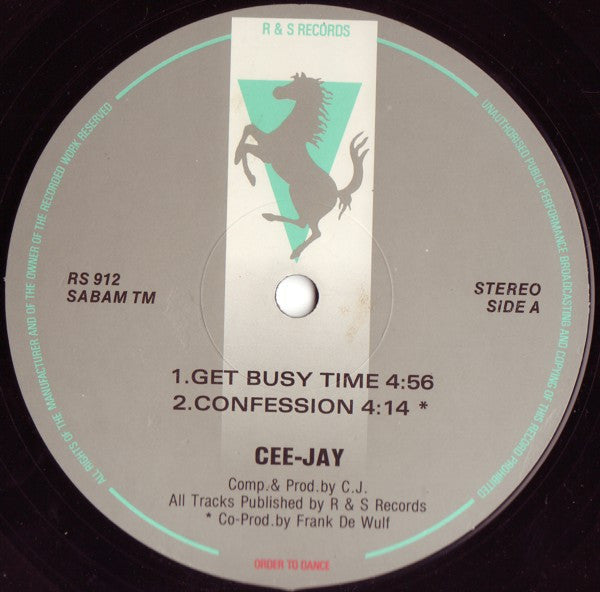 R & S RECORDS
ALL RIGHTS OF THE MANUFACTURER AND OF THE OWNER OF THE RECORDED WORK RESERVED
UNAUTHORISED PUBLIC PERFORMANCE BROADCASTING AND COPYING OF THIS RECORD PROHIBITED
RS 912
SABAM TM
STEREO
SIDE A
1.GET BUSY TIME 4:56
2.CONFESSION 4:14 *
CEE-JAY
Comp.& Prod.by C.J.
All Tracks Published by R & S Records
* Co-Prod.by Frank De Wulf
ORDER TO DANCE